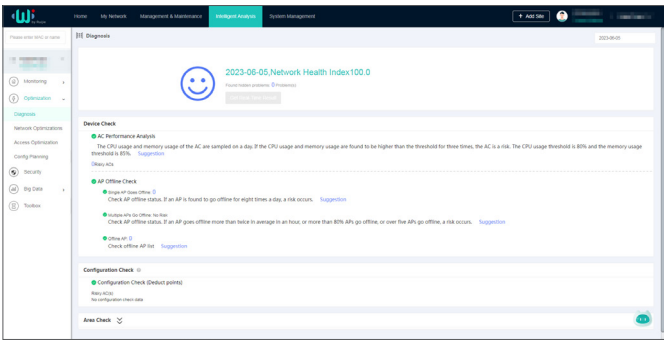 by Ruijie
Home My Network Management & Maintenance Intelligent Analysis System Management + Add Site
Please enter MAC or name
Diagnosis
2023-06-05
Monitoring
Optimization
Diagnosis
Network Optimizations
Access Optimization
Config Planning
Security
Big Data
Toolbox
2023-06-05,Network Health Index100.0
Found hidden problems: 0 Problem(s)
Device Check
AC Performance Analysis
The CPU usage and memory usage of the AC are sampled on a day. If the CPU usage and memory usage are found to be higher than the threshold for three times, the AC is a risk. The CPU usage threshold is 80% and the memory usage
threshold is 85%. Suggestion
0Risky ACs
AP Offline Check
Single AP Goes Offline: 0
Check AP offline status. If an AP is found to go offline for eight times a day, a risk occurs. Suggestion
Multiple APs Go Offline: No Risk
Check AP offline status. If an AP goes offline more than twice in average in an hour, or more than 80% APs go offline, or over five APs go offline, a risk occurs. Suggestion
Offline AP: 0
Check offline AP list Suggestion
Configuration Check
Configuration Check (Deduct points)
Risky AC(s)
No configuration check data
Area Check